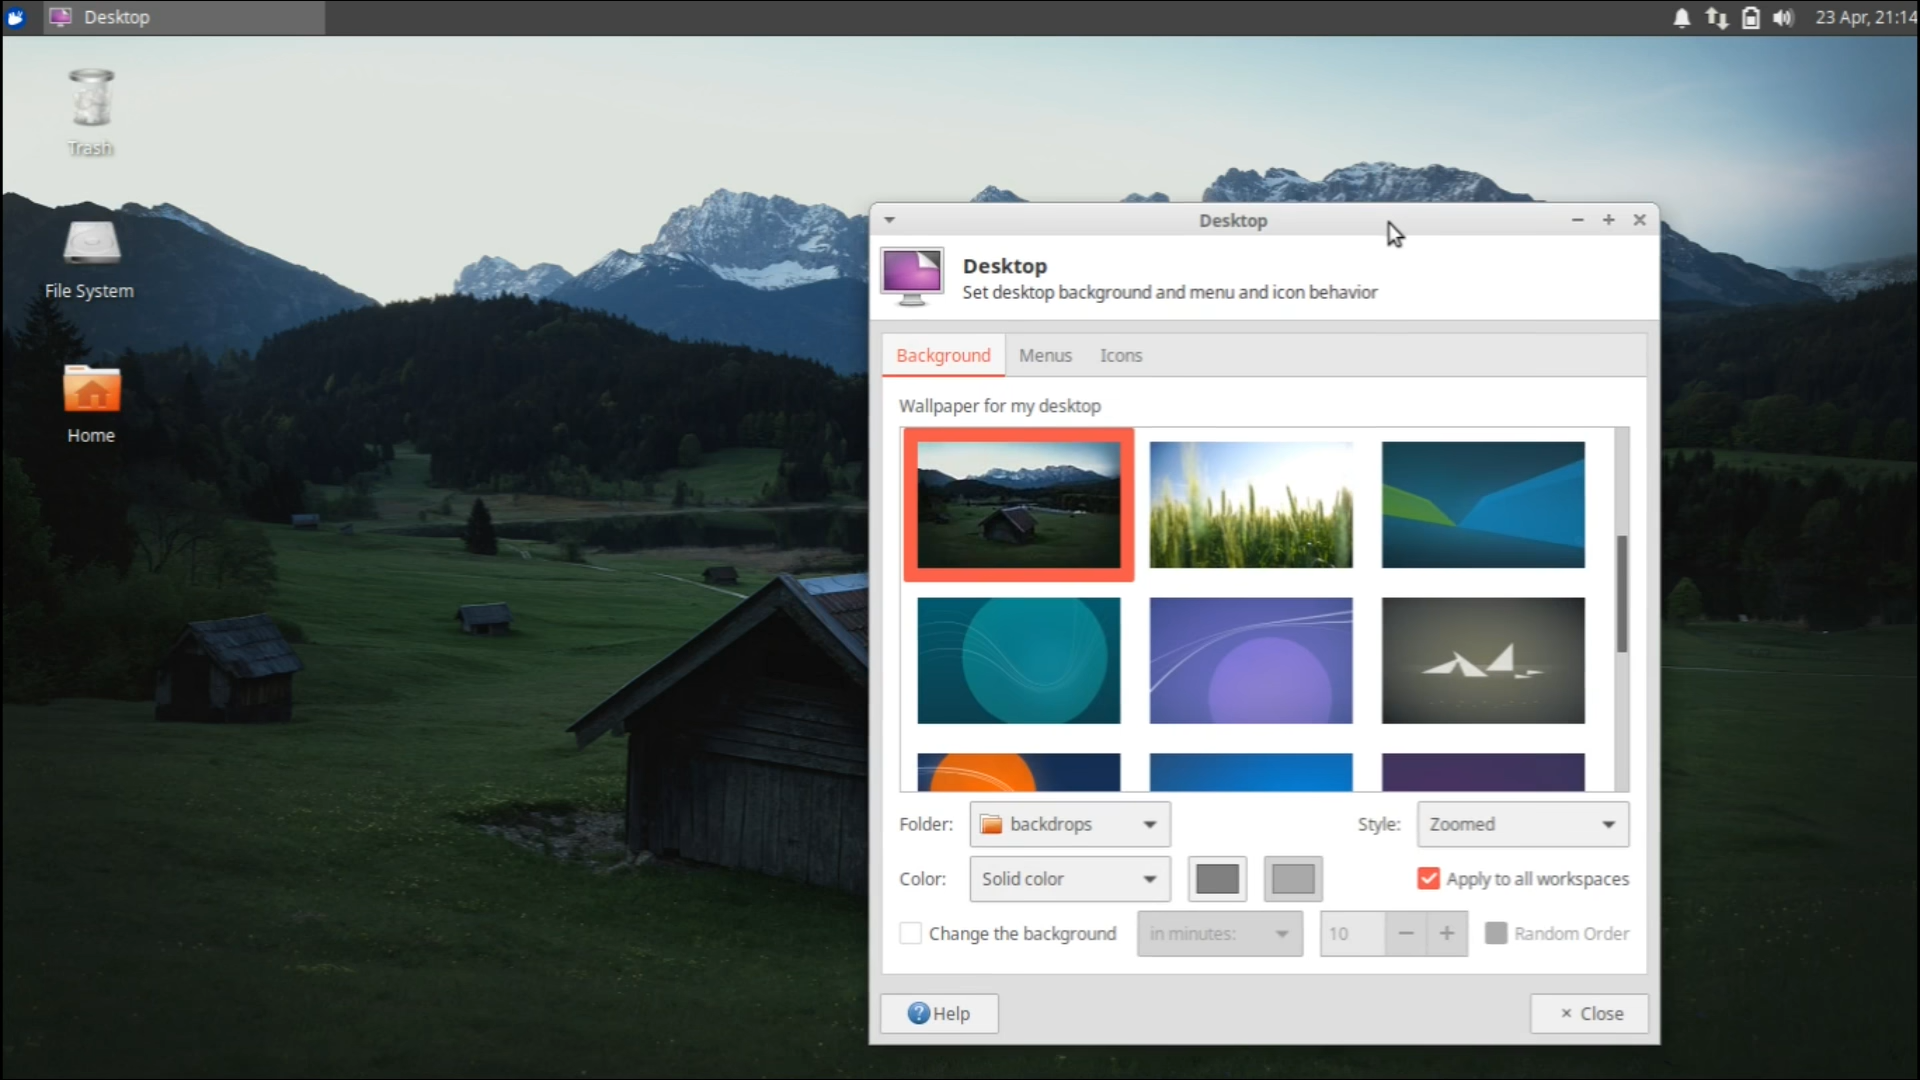 Desktop
23 Apr, 21:14
Trash
File System
Home
Desktop
Desktop
Set desktop background and menu and icon behavior
Background Menus Icons
Wallpaper for my desktop
Folder: backdrops Style: Zoomed
Color: Solid color Apply to all workspaces
Change the background in minutes: 10 Random Order
Help Close